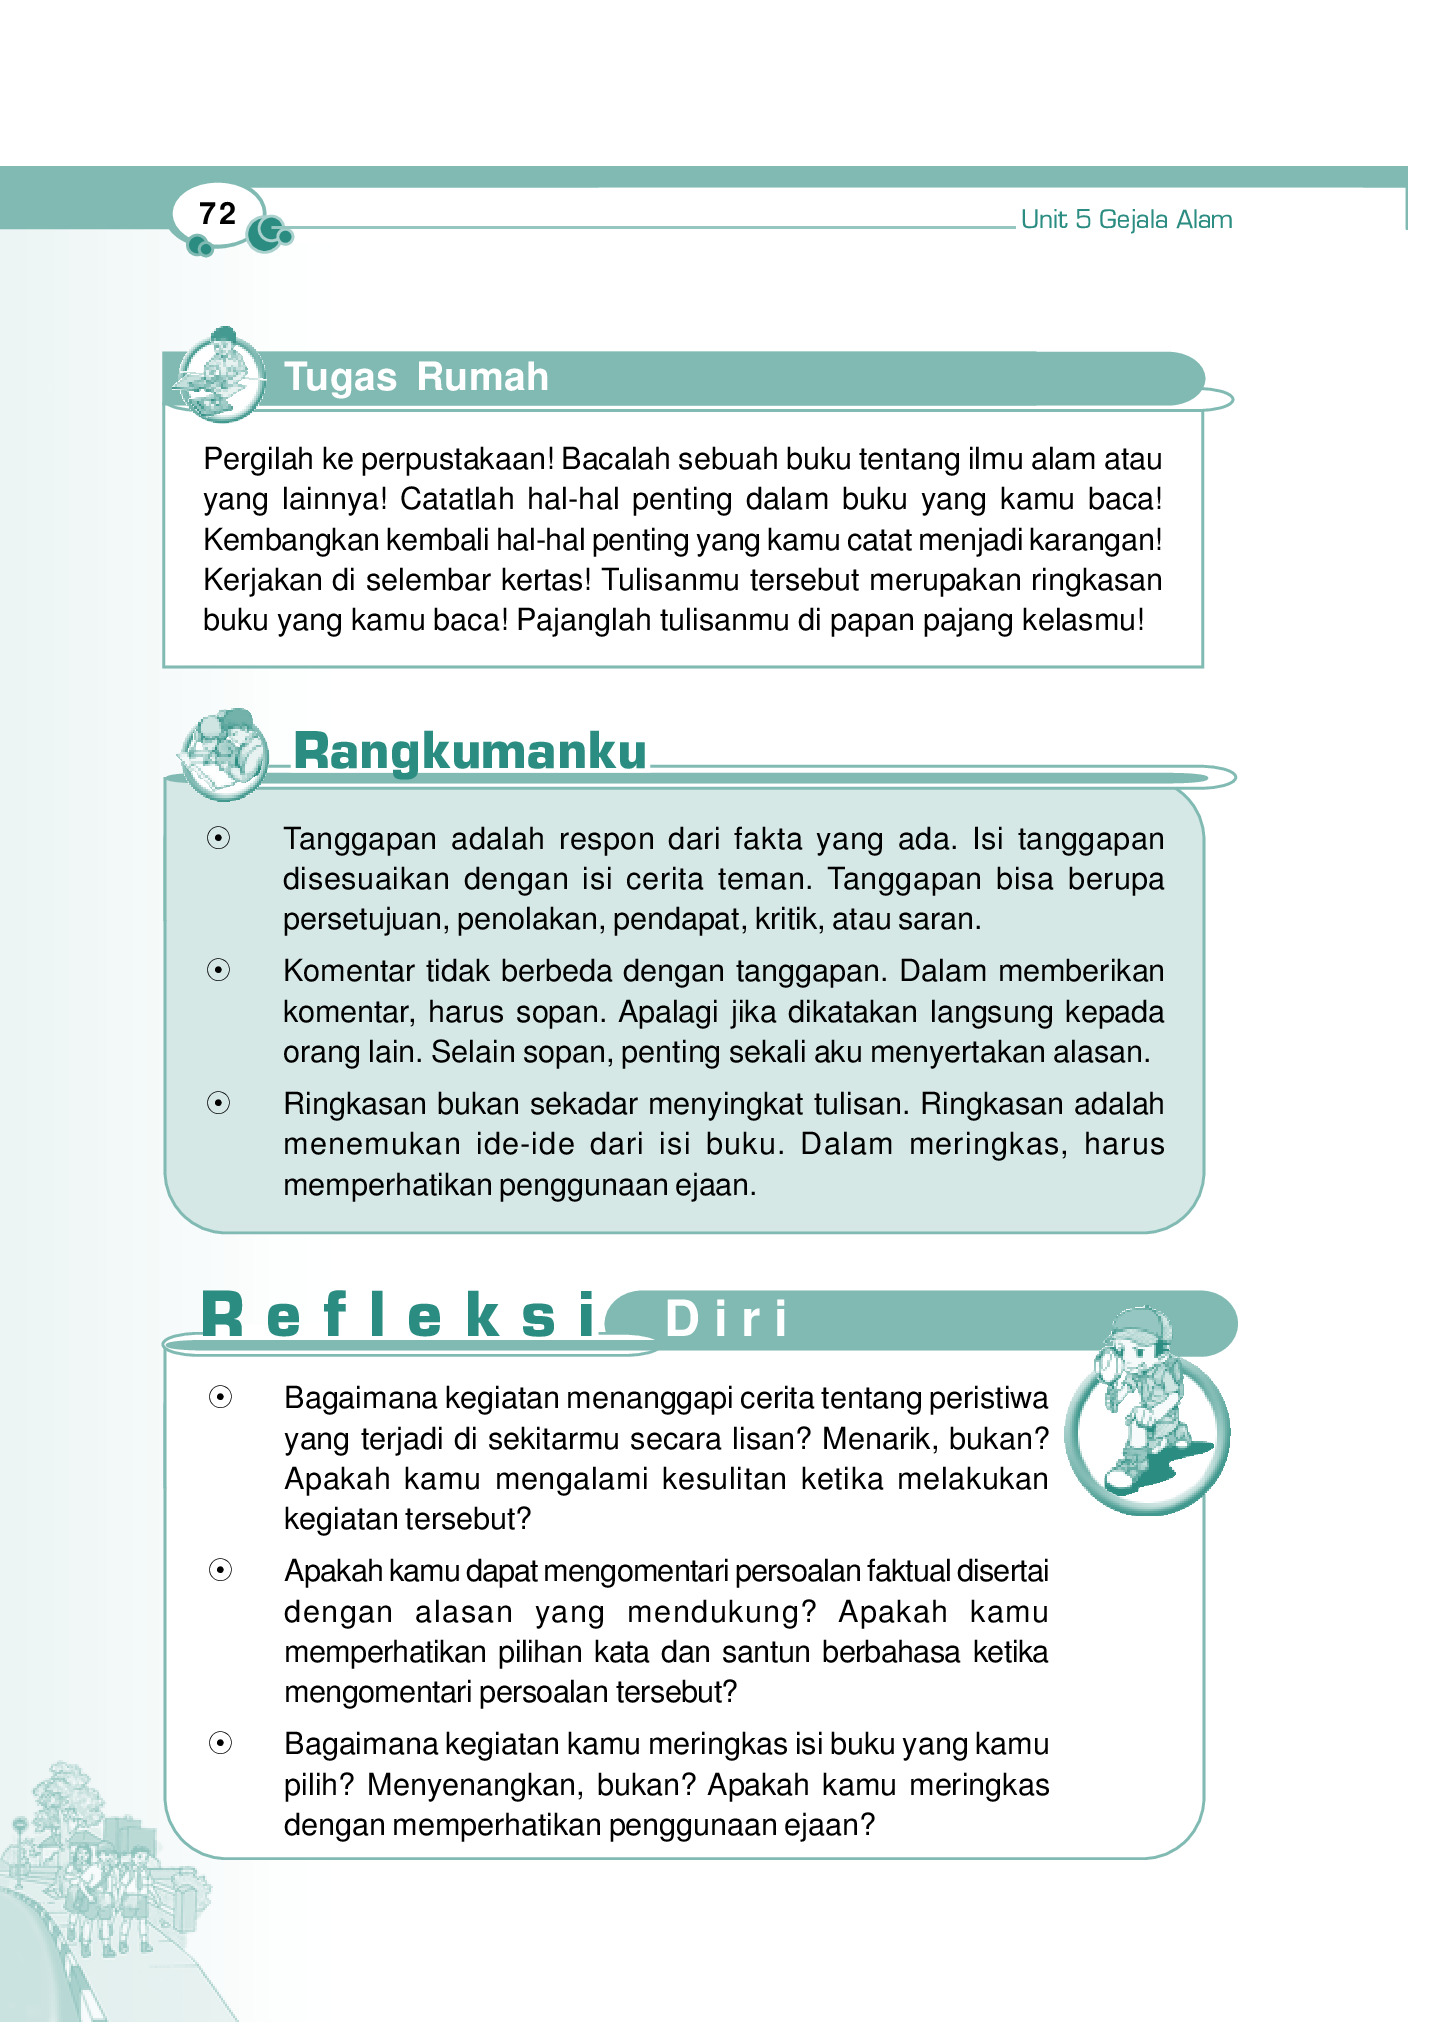 72
Unit 5 Gejala Alam
Tugas Rumah
Pergilah ke perpustakaan! Bacalah sebuah buku tentang ilmu alam atau
yang lainnya! Catatlah hal-hal penting dalam buku yang kamu baca!
Kembangkan kembali hal-hal penting yang kamu catat menjadi karangan!
Kerjakan di selembar kertas! Tulisanmu tersebut merupakan ringkasan
buku yang kamu baca! Pajanglah tulisanmu di papan pajang kelasmu!
Rangkumanku
Tanggapan adalah respon dari fakta yang ada. Isi tanggapan
disesuaikan dengan isi cerita teman. Tanggapan bisa berupa
persetujuan, penolakan, pendapat, kritik, atau saran.
Komentar tidak berbeda dengan tanggapan. Dalam memberikan
komentar, harus sopan. Apalagi jika dikatakan langsung kepada
orang lain. Selain sopan, penting sekali aku menyertakan alasan.
Ringkasan bukan sekadar menyingkat tulisan. Ringkasan adalah
menemukan ide-ide dari isi buku. Dalam meringkas, harus
memperhatikan penggunaan ejaan.
Refleksi Diri
Bagaimana kegiatan menanggapi cerita tentang peristiwa
yang terjadi di sekitarmu secara lisan? Menarik, bukan?
Apakah kamu mengalami kesulitan ketika melakukan
kegiatan tersebut?
Apakah kamu dapat mengomentari persoalan faktual disertai
dengan alasan yang mendukung? Apakah kamu
memperhatikan pilihan kata dan santun berbahasa ketika
mengomentari persoalan tersebut?
Bagaimana kegiatan kamu meringkas isi buku yang kamu
pilih? Menyenangkan, bukan? Apakah kamu meringkas
dengan memperhatikan penggunaan ejaan?